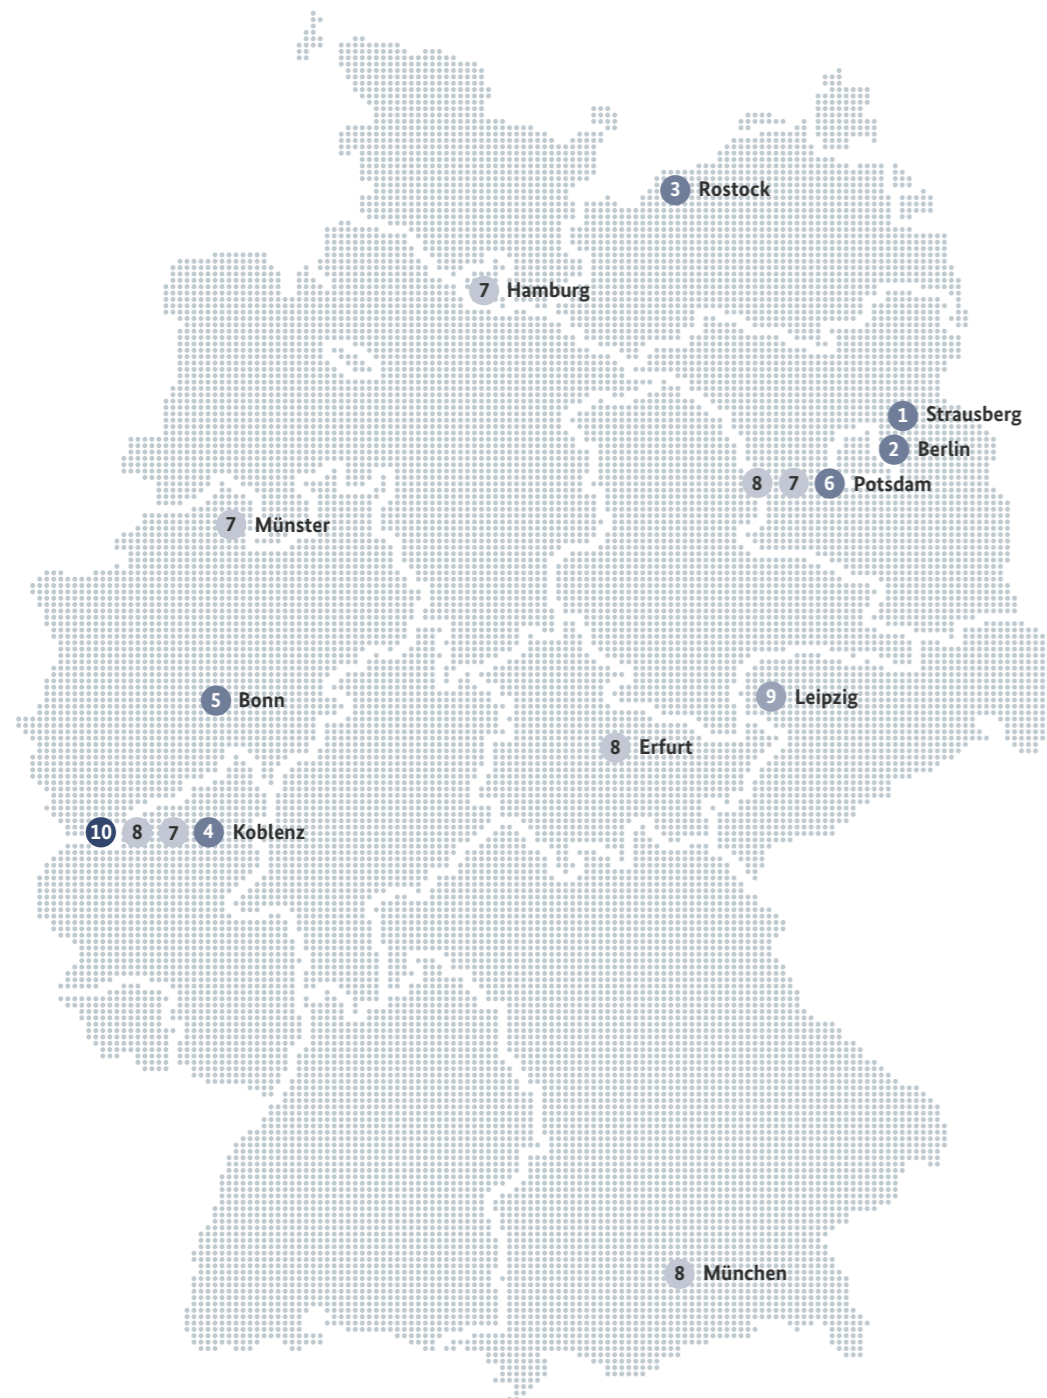 3 Rostock
7 Hamburg
1 Strausberg
2 Berlin
8 7 6 Potsdam
7 Münster
9 Leipzig
5 Bonn
8 Erfurt
10 8 7 4 Koblenz
8 München